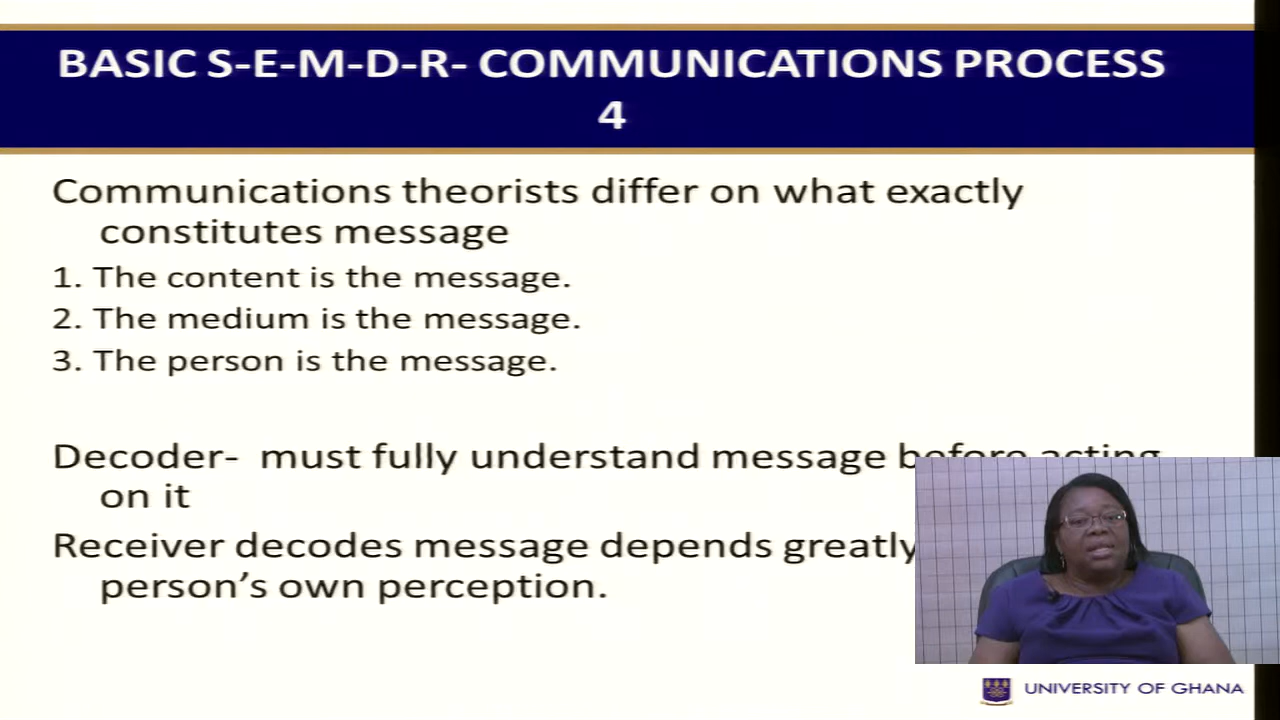 BASIC S-E-M-D-R- COMMUNICATIONS PROCESS
4
Communications theorists differ on what exactly
constitutes message
1. The content is the message.
2. The medium is the message.
3. The person is the message.
Decoder-  must fully understand message before acting
on it
Receiver decodes message depends greatly
person’s own perception.
UNIVERSITY OF GHANA